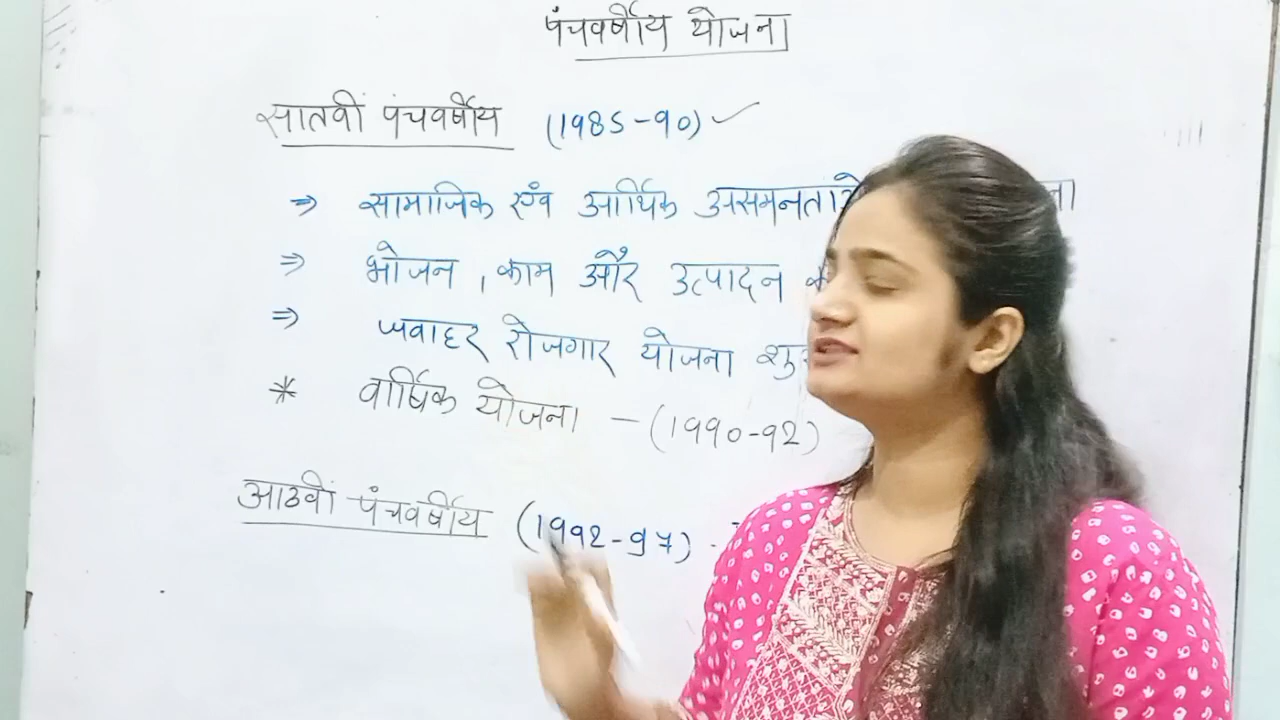 पंचवर्षीय योजना
सातवीं पंचवर्षीय (1985-90)
⇒ सामाजिक एवं आर्थिक असमनताओ
⇒ भोजन, काम और उत्पादन
⇒ जवाहर रोजगार योजना
* वार्षिक योजना - (1990-92)
आठवीं पंचवर्षीय (1992-97)